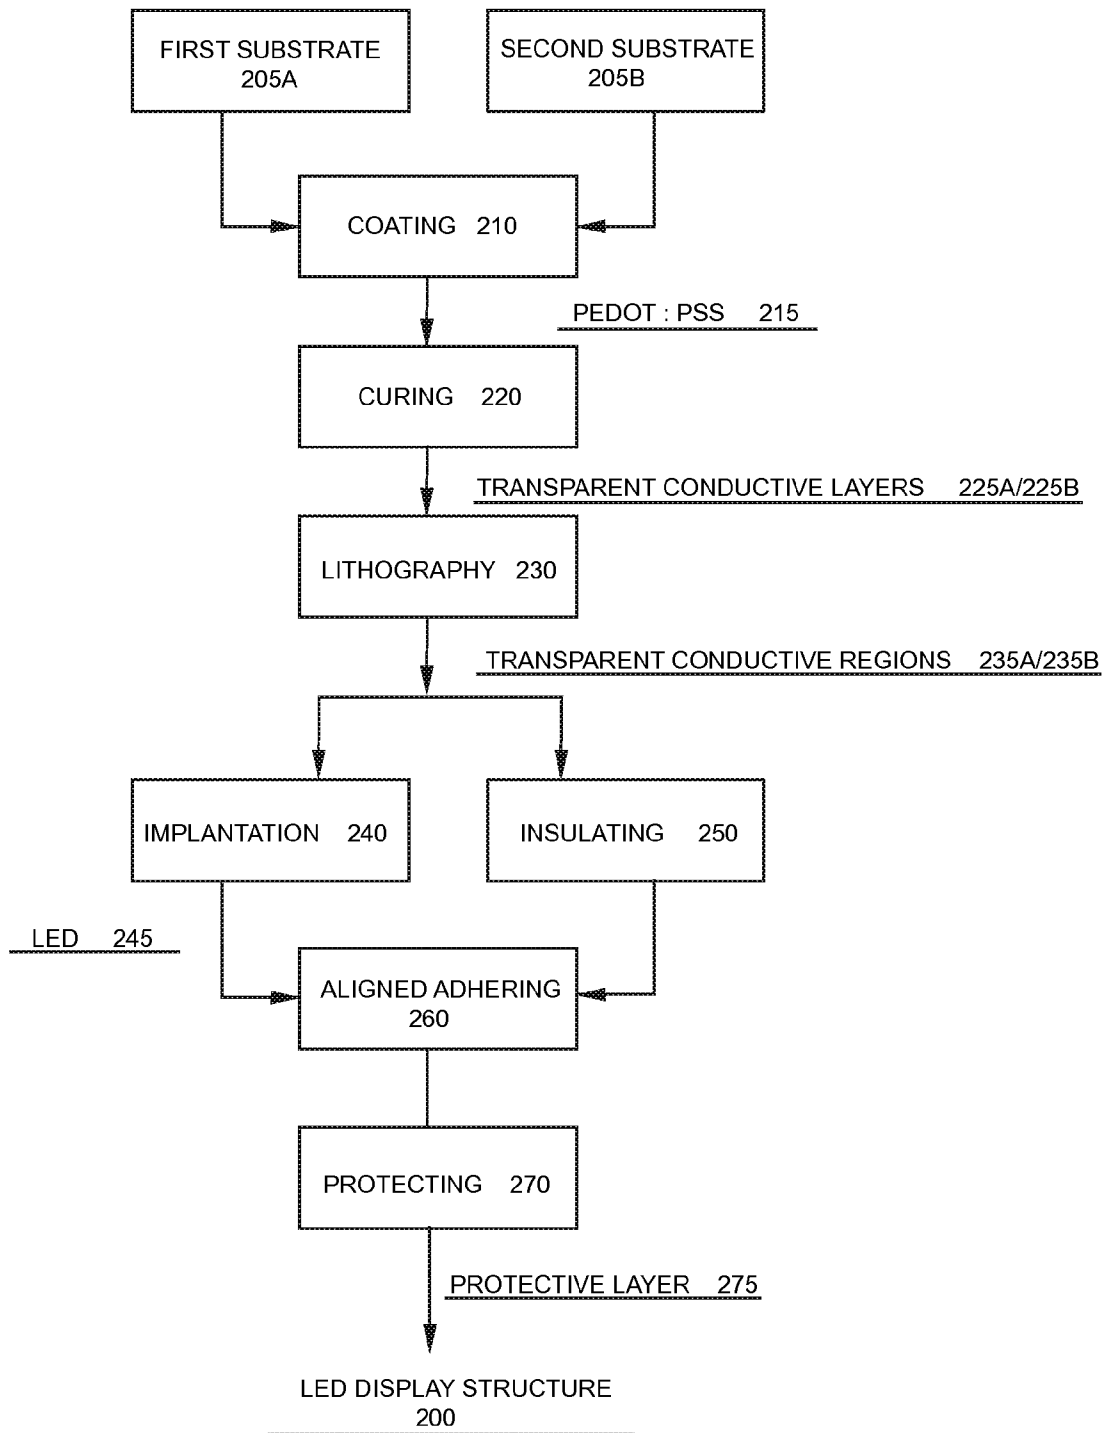 FIRST SUBSTRATE
205A
SECOND SUBSTRATE
205B
COATING 210
PEDOT : PSS 215
CURING 220
TRANSPARENT CONDUCTIVE LAYERS 225A/225B
LITHOGRAPHY 230
TRANSPARENT CONDUCTIVE REGIONS 235A/235B
IMPLANTATION 240
INSULATING 250
LED 245
ALIGNED ADHERING
260
PROTECTING 270
PROTECTIVE LAYER 275
LED DISPLAY STRUCTURE
200